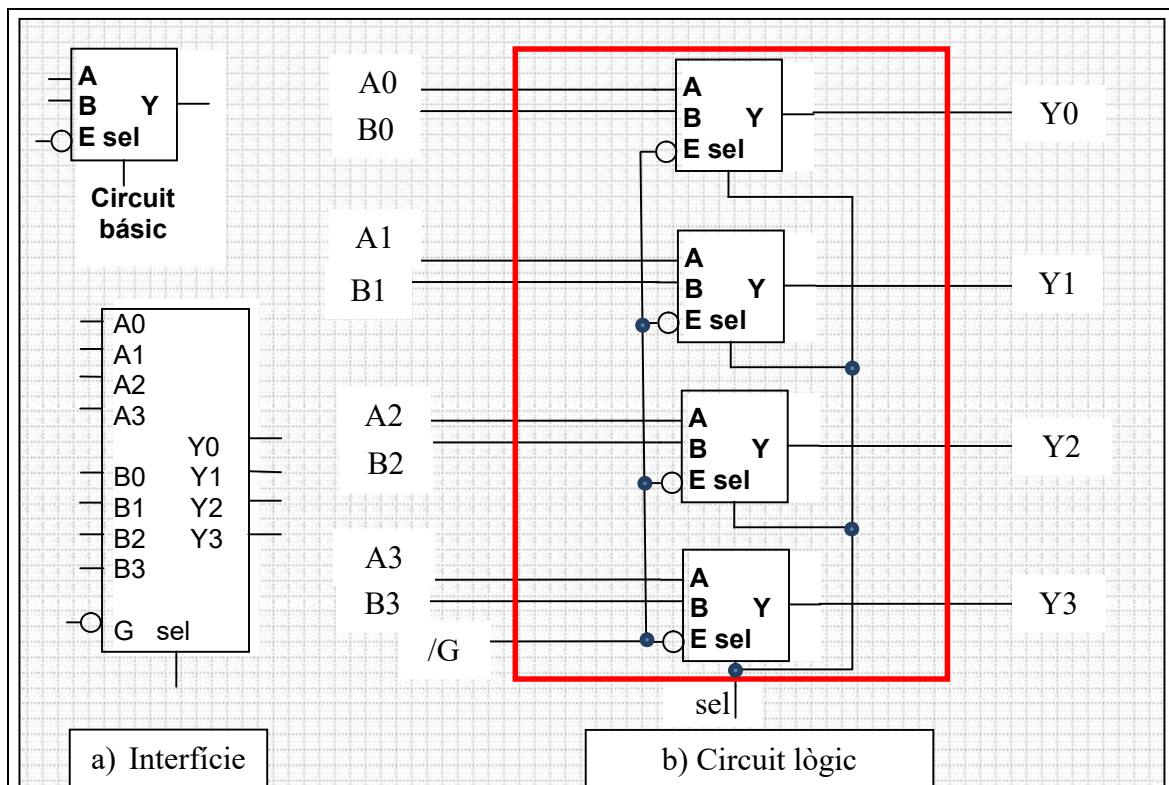 A
B Y
E sel
Circuit
básic
A0
A1
A2
A3
Y0
B0 Y1
B1 Y2
B2 Y3
B3
G sel
a) Interfície
A0
B0
A
B Y
E sel
Y0
A1
B1
A
B Y
E sel
Y1
A2
B2
A
B Y
E sel
Y2
A3
B3
/G
A
B Y
E sel
Y3
sel
b) Circuit lògic